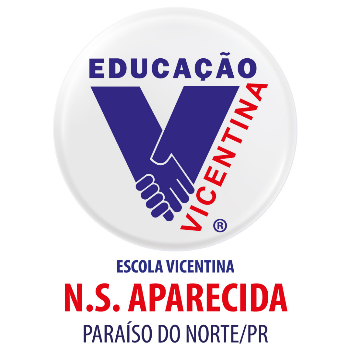 EDUCAÇÃO
VICENTINA
®
ESCOLA VICENTINA
N.S. APARECIDA
PARAÍSO DO NORTE/PR